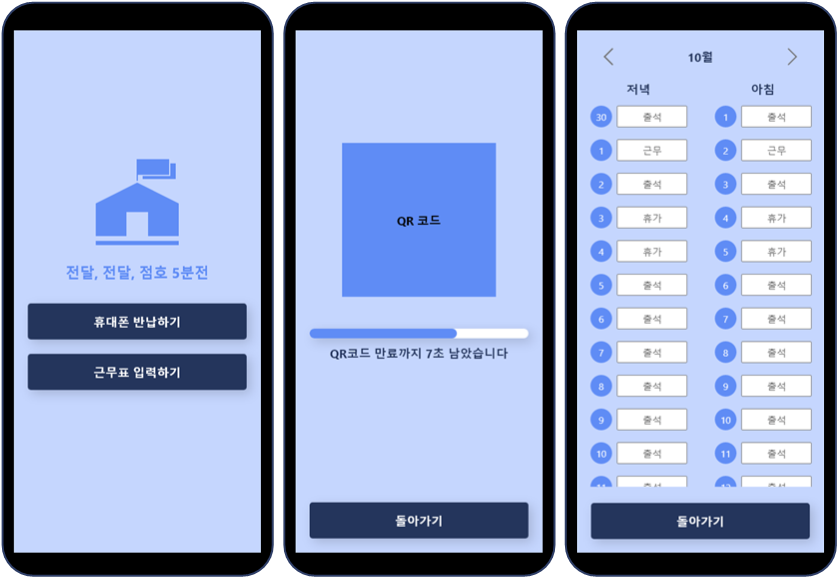 전달, 전달, 점호 5분전
휴대폰 반납하기
근무표 입력하기
QR 코드
QR코드 만료까지 7초 남았습니다
돌아가기
10월
저녁 아침
30 출석 1 출석
1 근무 2 근무
2 출석 3 출석
3 휴가 4 휴가
4 휴가 5 휴가
5 출석 6 출석
6 출석 7 출석
7 출석 8 출석
8 출석 9 출석
9 출석 10 출석
10 출석 11 출석
돌아가기